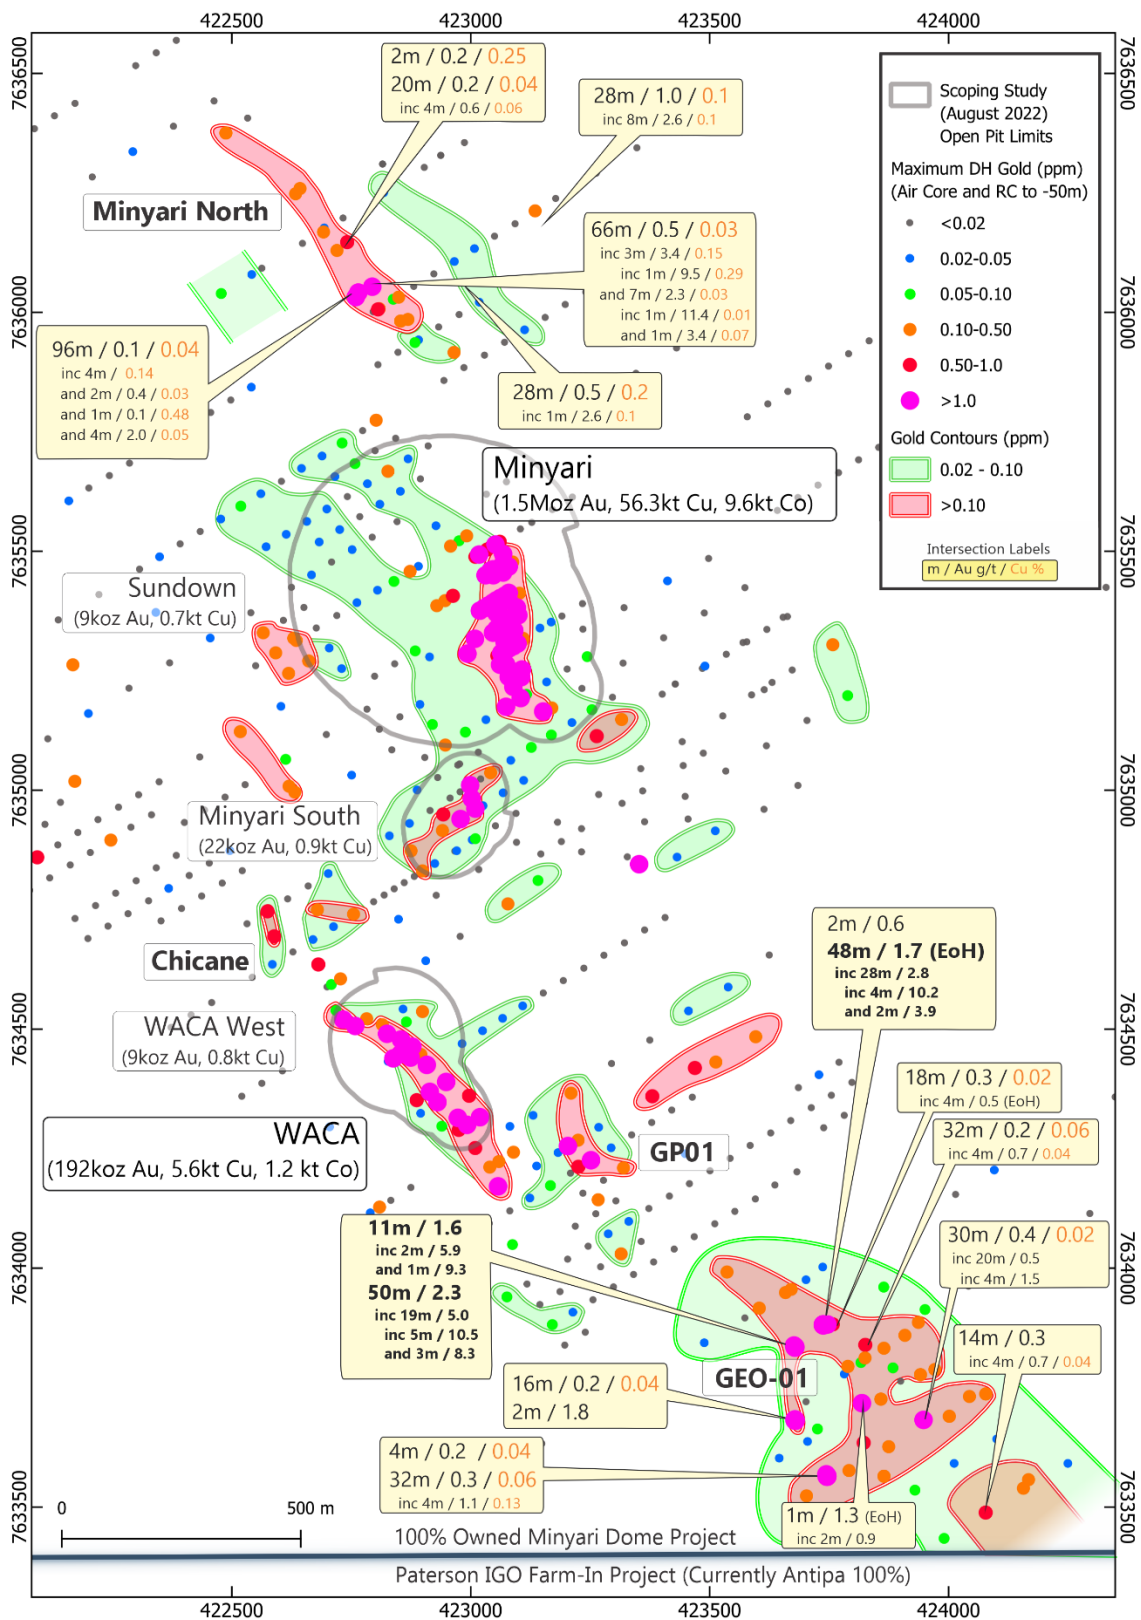 422500 423000 423500 424000
7636500
7636500
2m / 0.2 / 0.25
20m / 0.2 / 0.04
inc 4m / 0.6 / 0.06
28m / 1.0 / 0.1
inc 8m / 2.6 / 0.1
Scoping Study
(August 2022)
Open Pit Limits
Maximum DH Gold (ppm)
(Air Core and RC to -50m)
<0.02
0.02-0.05
0.05-0.10
0.10-0.50
0.50-1.0
>1.0
Gold Contours (ppm)
0.02 - 0.10
>0.10
Intersection Labels
m / Au g/t / Cu %
Minyari North
66m / 0.5 / 0.03
inc 3m / 3.4 / 0.15
inc 1m / 9.5 / 0.29
and 7m / 2.3 / 0.03
inc 1m / 11.4 / 0.01
and 1m / 3.4 / 0.07
7636000
7636000
96m / 0.1 / 0.04
inc 4m / 0.14
and 2m / 0.4 / 0.03
and 1m / 0.1 / 0.48
and 4m / 2.0 / 0.05
28m / 0.5 / 0.2
inc 1m / 2.6 / 0.1
Minyari
(1.5Moz Au, 56.3kt Cu, 9.6kt Co)
7635500
7635500
Sundown
(9koz Au, 0.7kt Cu)
7635000
7635000
Minyari South
(22koz Au, 0.9kt Cu)
Chicane
2m / 0.6
48m / 1.7 (EoH)
inc 28m / 2.8
inc 4m / 10.2
and 2m / 3.9
7634500
7634500
WACA West
(9koz Au, 0.8kt Cu)
18m / 0.3 / 0.02
inc 4m / 0.5 (EoH)
WACA
(192koz Au, 5.6kt Cu, 1.2 kt Co)
GP01
32m / 0.2 / 0.06
inc 4m / 0.7 / 0.04
11m / 1.6
inc 2m / 5.9
and 1m / 9.3
50m / 2.3
inc 19m / 5.0
inc 5m / 10.5
and 3m / 8.3
30m / 0.4 / 0.02
inc 20m / 0.5
inc 4m / 1.5
7634000
7634000
14m / 0.3
inc 4m / 0.7 / 0.04
GEO-01
16m / 0.2 / 0.04
2m / 1.8
4m / 0.2 / 0.04
32m / 0.3 / 0.06
inc 4m / 1.1 / 0.13
1m / 1.3 (EoH)
inc 2m / 0.9
7633500
7633500
0 500 m
100% Owned Minyari Dome Project
Paterson IGO Farm-In Project (Currently Antipa 100%)
422500 423000 423500 424000